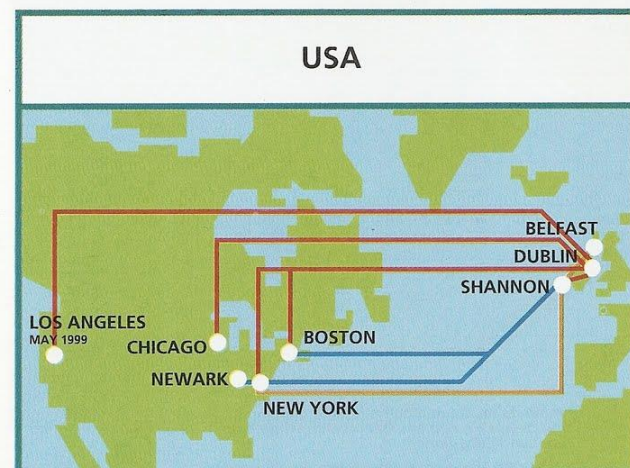 USA
BELFAST
DUBLIN
SHANNON
LOS ANGELES
MAY 1999
CHICAGO
BOSTON
NEWARK
NEW YORK